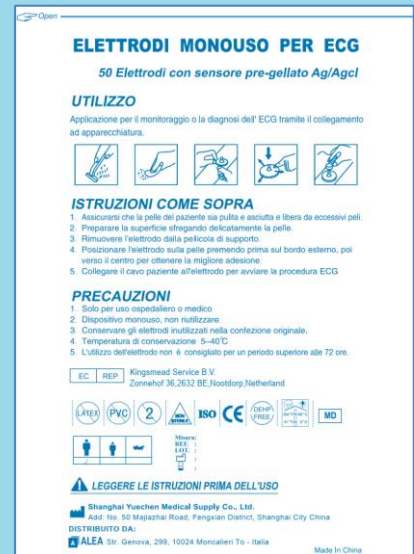 Open
ELETTRODI MONOUSO PER ECG
50 Elettrodi con sensore pre-gellato Ag/Agcl
UTILIZZO
Applicazione per il monitoraggio o la diagnosi dell' ECG tramite il collegamento
ad apparecchiatura.
ISTRUZIONI COME SOPRA
1. Assicurarsi che la pelle del paziente sia pulita e asciutta e libera da eccessivi peli.
2. Preparare la superficie sfregando delicatamente la pelle.
3. Rimuovere l'elettrodo dalla pellicola di supporto.
4. Posizionare l'elettrodo sulla pelle premendo prima sul bordo esterno, poi
verso il centro per ottenere la migliore adesione.
5. Collegare il cavo paziente all'elettrodo per avviare la procedura ECG
PRECAUZIONI
1. Solo per uso ospedaliero o medico
2. Dispositivo monouso, non riutilizzare.
3. Conservare gli elettrodi inutilizzati nella confezione originale.
4. Temperatura di conservazione 5–40℃
5. L'utilizzo dell'elettrodo non è consigliato per un periodo superiore alle 72 ore.
EC REP Kingsmead Service B.V.
Zonnehof 36,2632 BE,Nootdorp,Netherland
LATEX PVC 2 NON STERILE ISO CE DEHP FREE MD
Misura:
REF. :
LOT. :
LEGGERE LE ISTRUZIONI PRIMA DELL'USO
Shanghai Yuechen Medical Supply Co., Ltd.
Add: No. 50 Majiazhai Road, Fengxian District, Shanghai City China
DISTRIBUITO DA:
ALEA Str. Genova, 299, 10024 Moncalieri To - Italia
Made In China